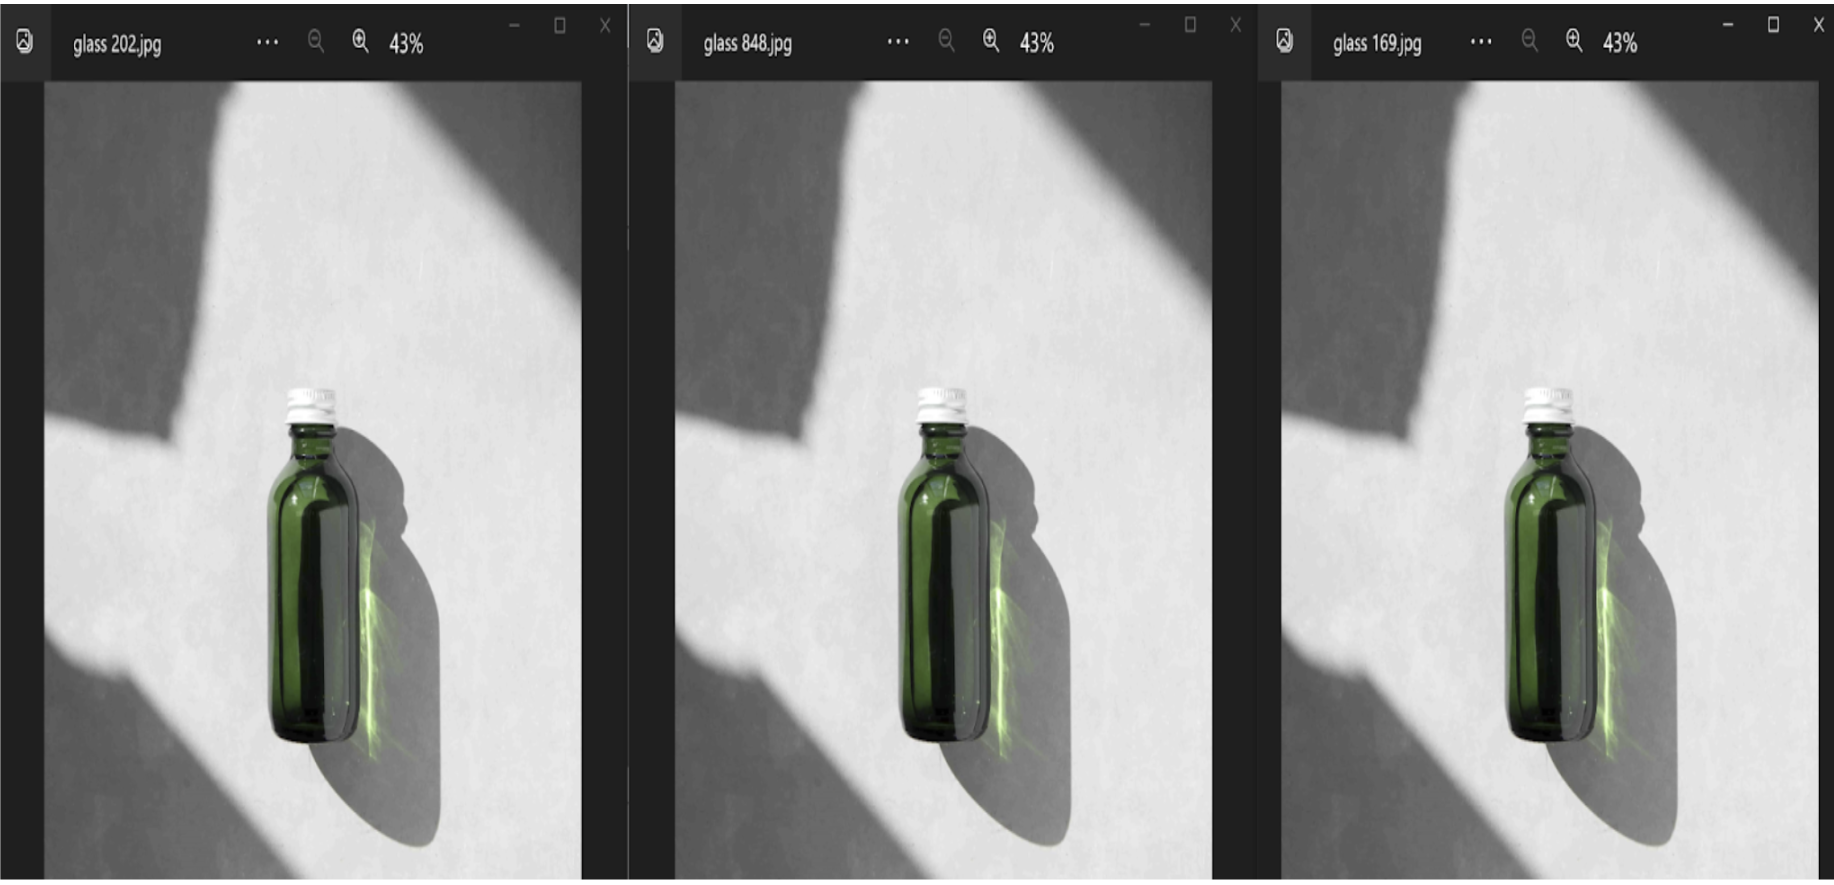 glass 202.jpg ... 43%
glass 848.jpg ... 43%
glass 169.jpg ... 43%